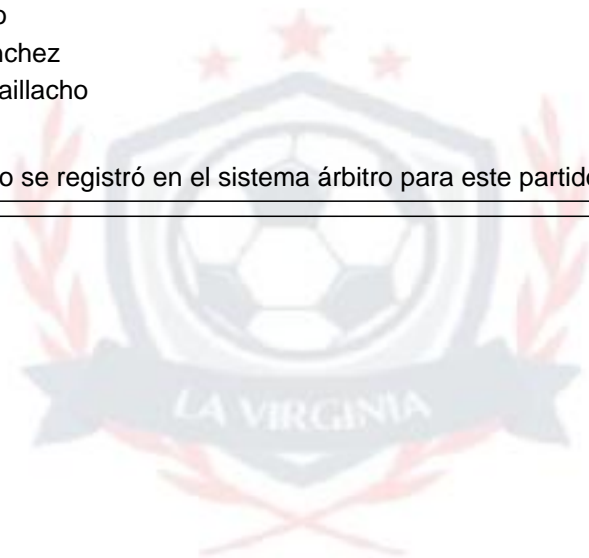 o
nchez
aillacho
o se registró en el sistema árbitro para este partid
LA VIRGINIA